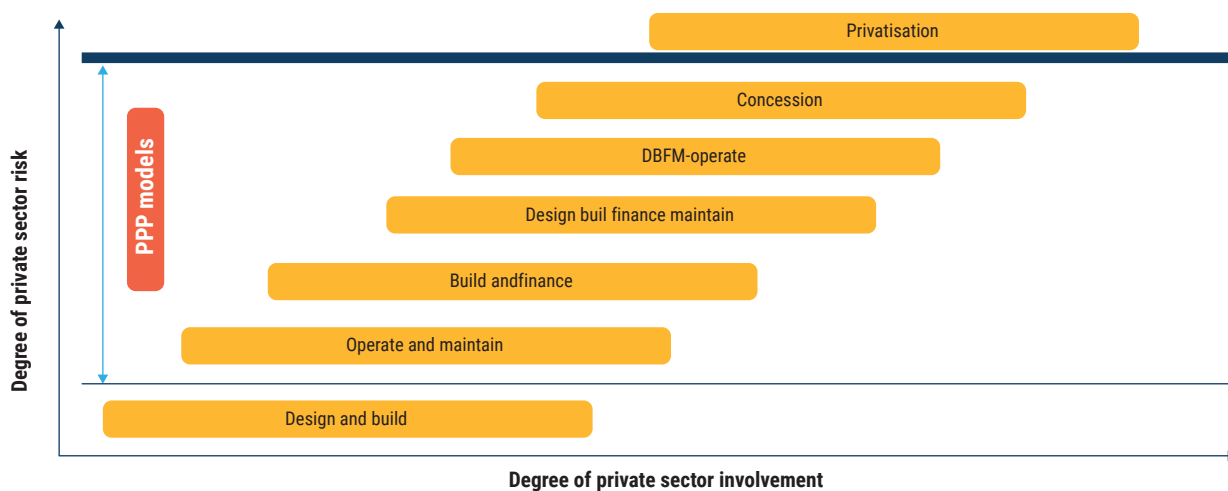 Privatisation
Concession
DBFM-operate
Design buil finance maintain
Build andfinance
Operate and maintain
Design and build
PPP models
Degree of private sector risk
Degree of private sector involvement